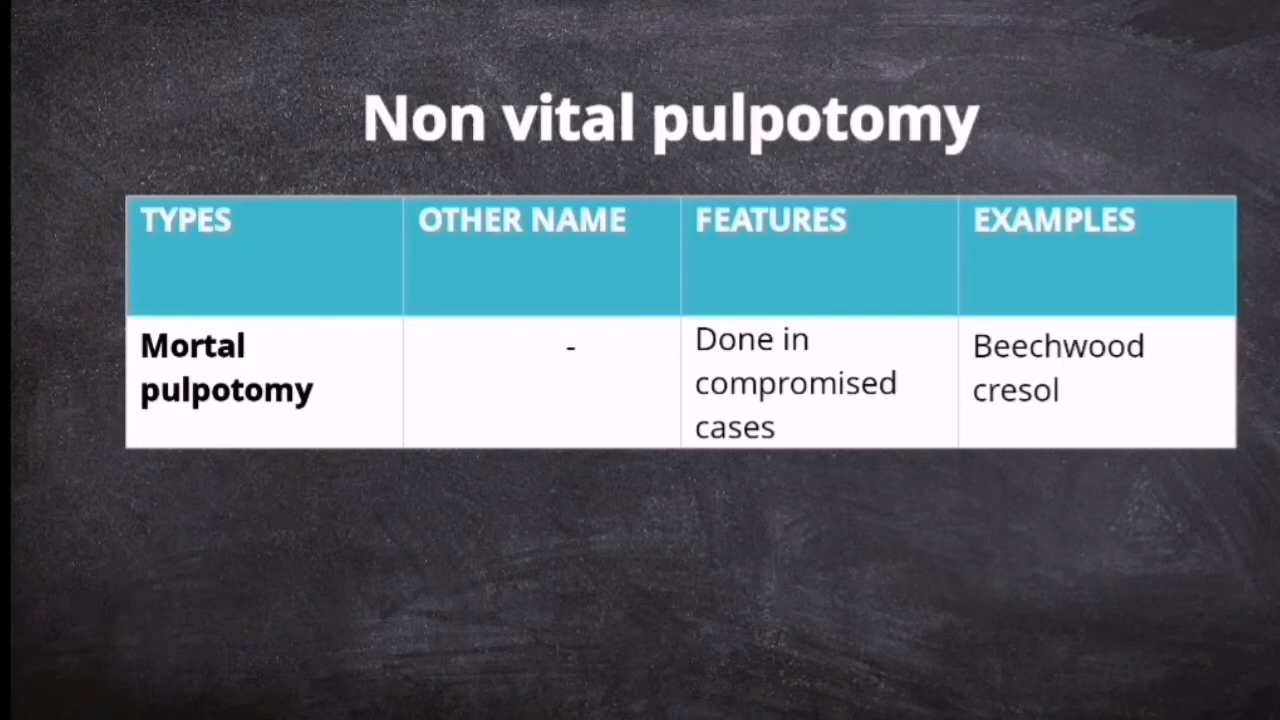 Non vital pulpotomy
TYPES OTHER NAME FEATURES EXAMPLES
Mortal
pulpotomy
-
Done in
compromised
cases
Beechwood
cresol